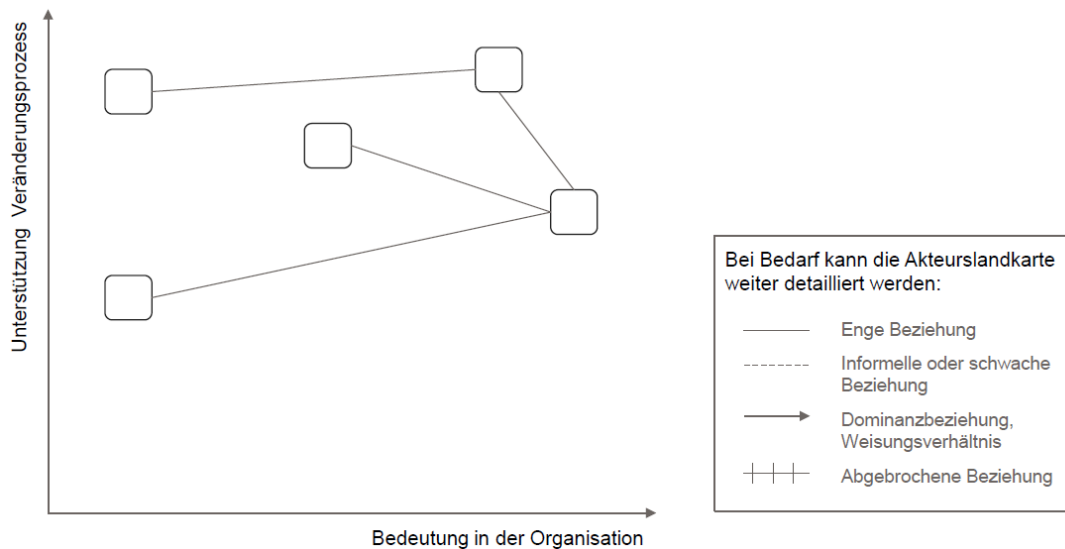 Unterstützung Veränderungsprozess
Bei Bedarf kann die Akteurslandkarte
weiter detailliert werden:
Enge Beziehung
Informelle oder schwache
Beziehung
Dominanzbeziehung,
Weisungsverhältnis
Abgebrochene Beziehung
Bedeutung in der Organisation